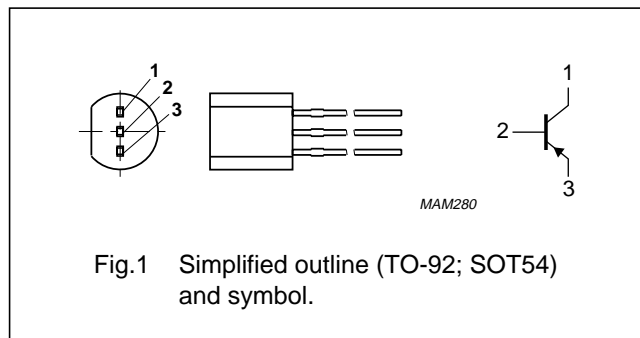 1
2
3
1
2
3
MAM280
Fig.1 Simplified outline (TO-92; SOT54)
and symbol.